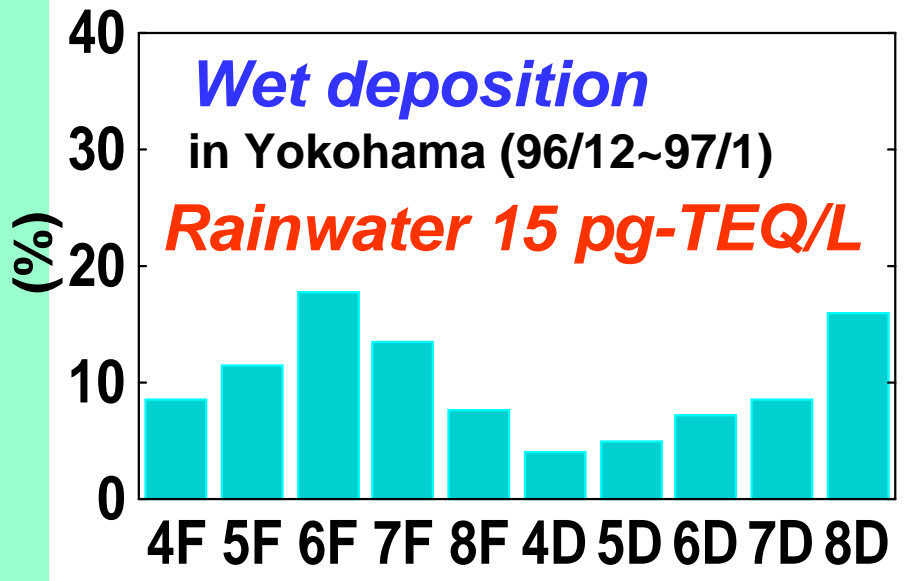 40
Wet deposition
30
in Yokohama (96/12~97/1)
Rainwater 15 pg-TEQ/L
(%)
20
10
0
4F 5F 6F 7F 8F 4D 5D 6D 7D 8D